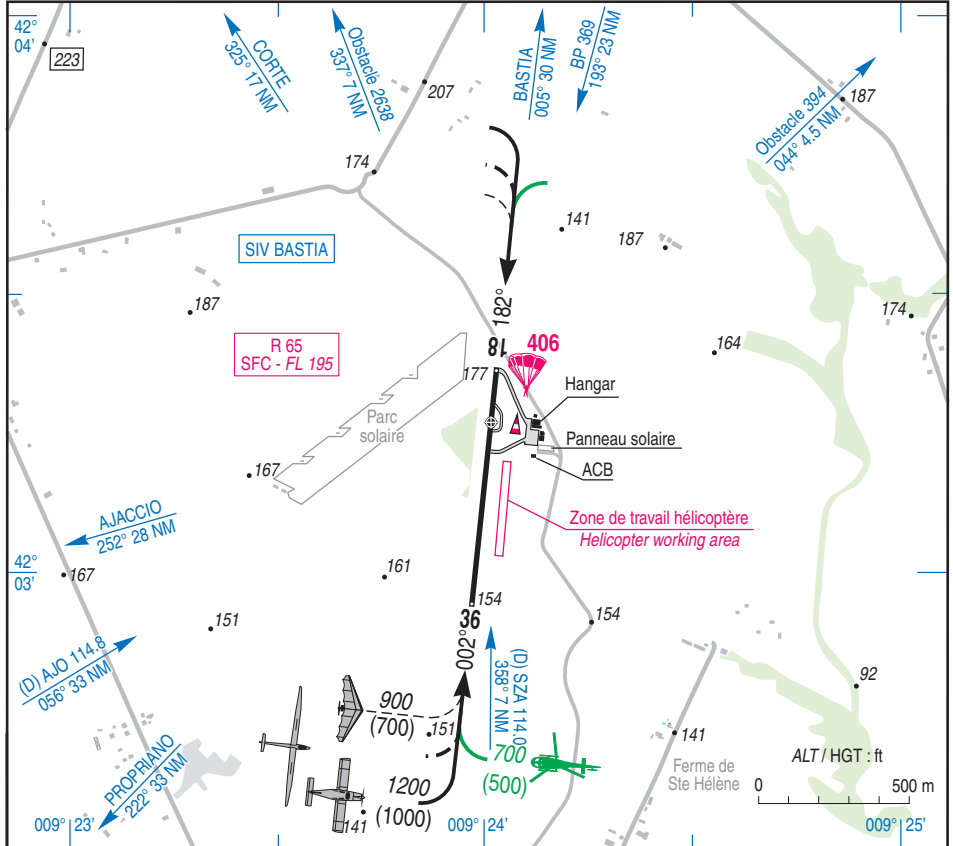 42°
04'
223
CORTE
325° 17 NM
Obstacle 2638
337° 7 NM
207
BASTIA
005° 30 NM
BP 369
193° 23 NM
Obstacle 394
044° 4.5 NM
187
174
141
187
SIV BASTIA
187
174
R 65
SFC - FL 195
182°
18
406
177
164
Hangar
Parc
solaire
Panneau solaire
ACB
167
AJACCIO
252° 28 NM
Zone de travail hélicoptère
Helicopter working area
42°
03'
167
161
154
36
002°
151
154
(D) AJO 114.8
056° 33 NM
(D) SZA 114.0
358° 7 NM
92
900
(700)
151
700
(500)
141
Ferme de
Ste Hélène
ALT / HGT : ft
0 500 m
PROPRIANO
222° 33 NM
1200
(1000)
141
009° 23'
009° 24'
009° 25'